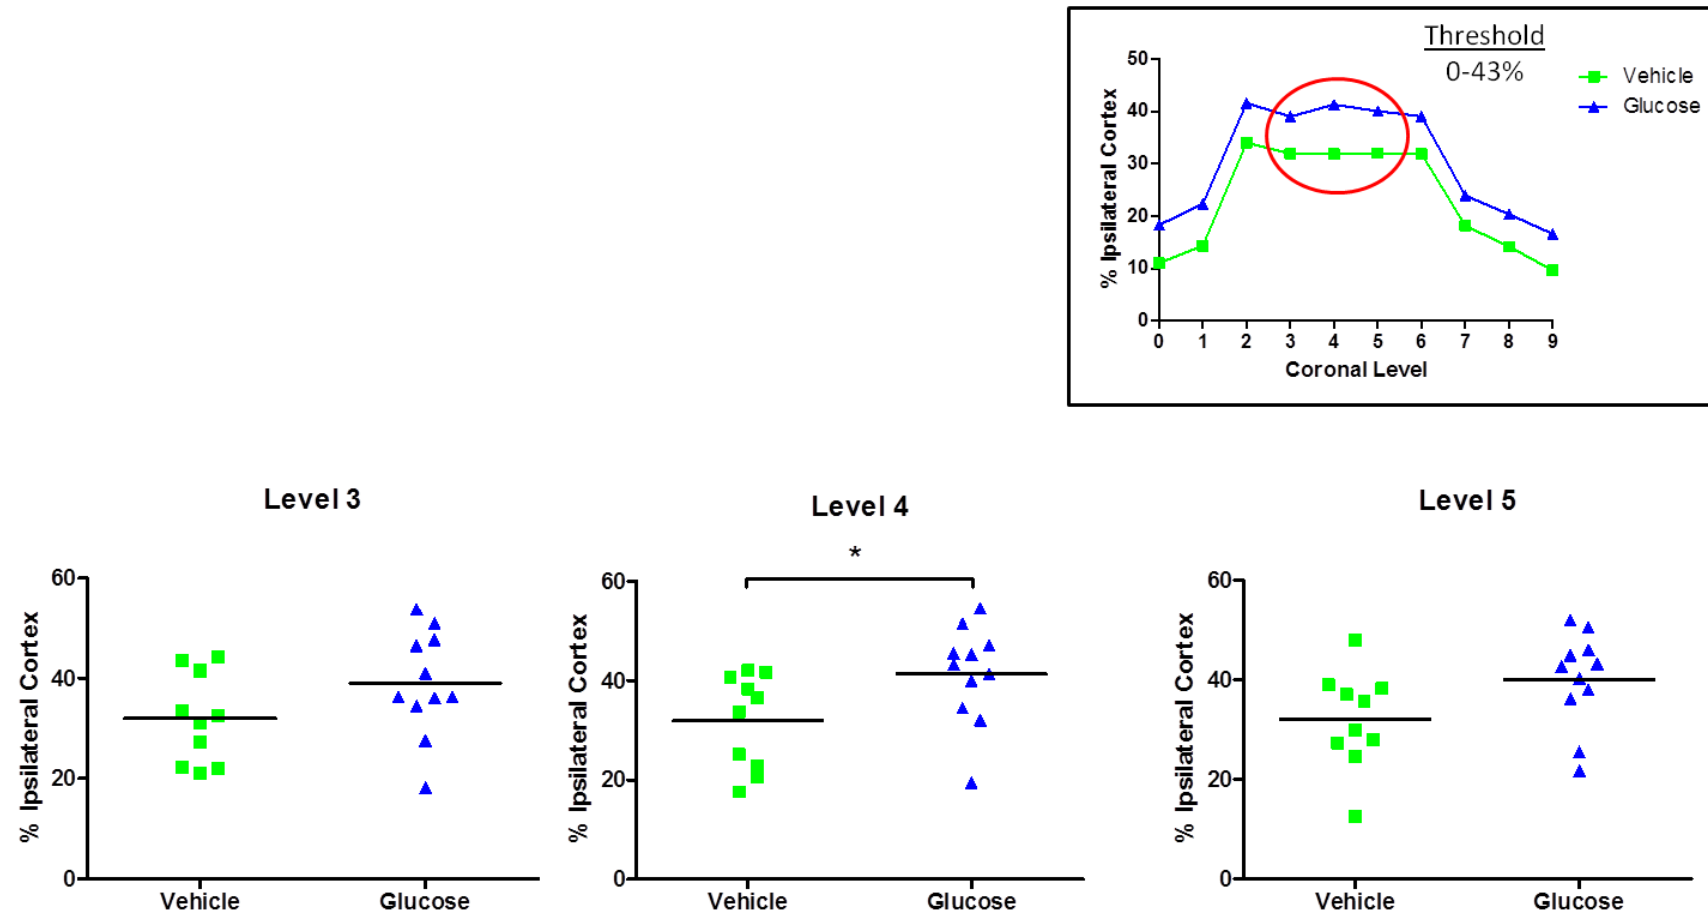 Threshold
0-43%
Vehicle
Glucose
% Ipsilateral Cortex
50
40
30
20
10
0
0 1 2 3 4 5 6 7 8 9
Coronal Level
Level 3
% Ipsilateral Cortex
60
40
20
0
Vehicle Glucose
Level 4
*
% Ipsilateral Cortex
60
40
20
0
Vehicle Glucose
Level 5
% Ipsilateral Cortex
60
40
20
0
Vehicle Glucose